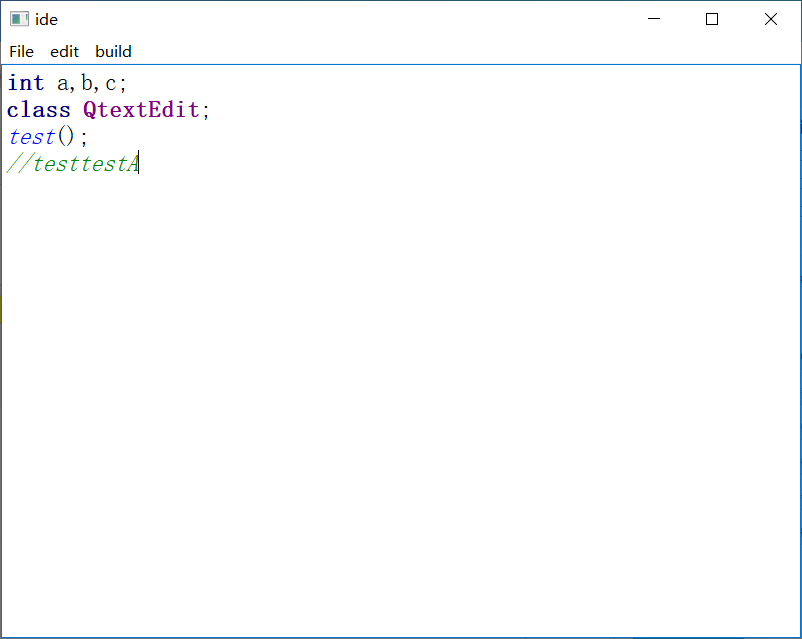 ide
File edit build
int a,b,c;
class QtextEdit;
test();
//testtestA